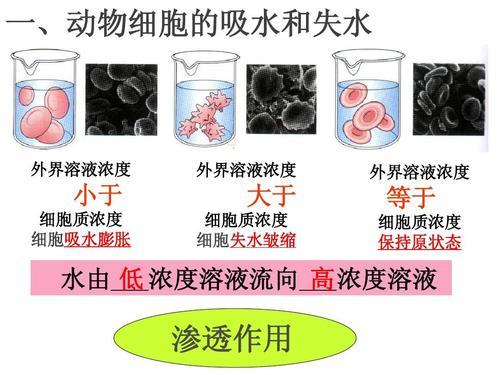 一、动物细胞的吸水和失水
外界溶液浓度
小于
细胞质浓度
细胞吸水膨胀
外界溶液浓度
大于
细胞质浓度
细胞失水皱缩
外界溶液浓度
等于
细胞质浓度
保持原状态
水由 低 浓度溶液流向 高 浓度溶液
渗透作用